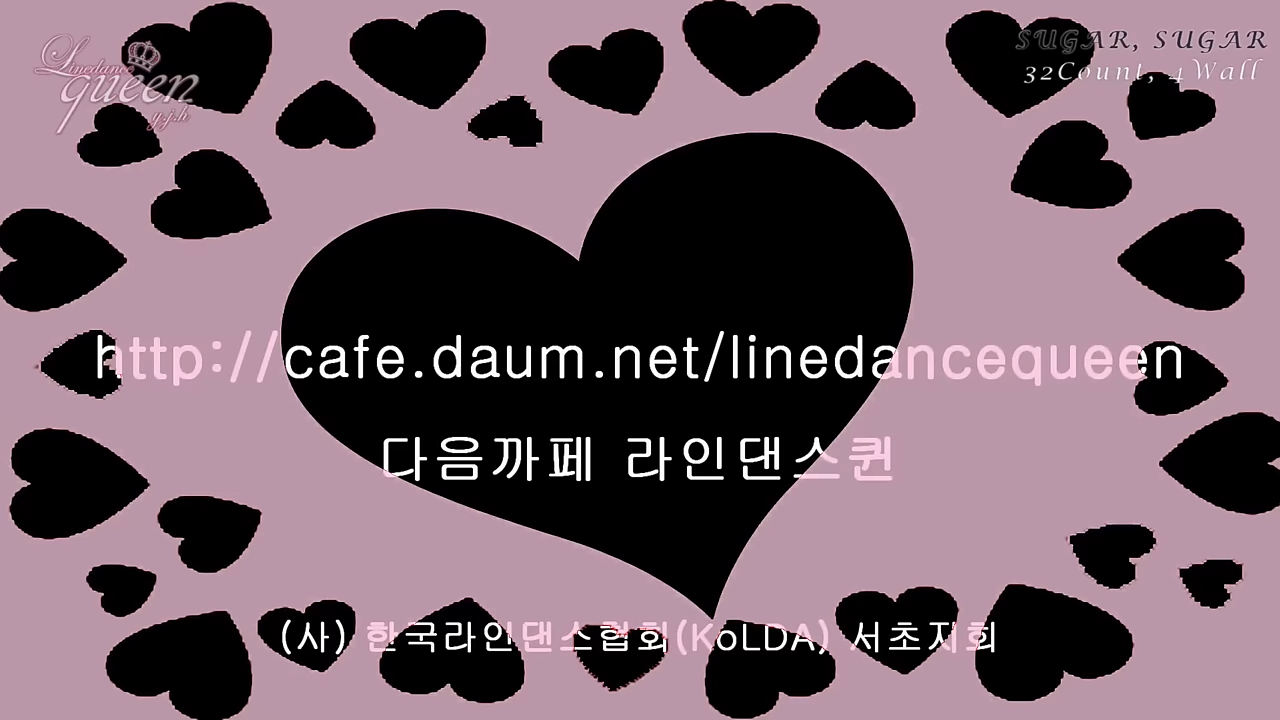 Linedance
queen
y.j.h
SUGAR, SUGAR
32Count, 4Wall
http://cafe.daum.net/linedancequeen
다음까페 라인댄스퀸
(사) 한국라인댄스협회(KoLDA) 서초지회